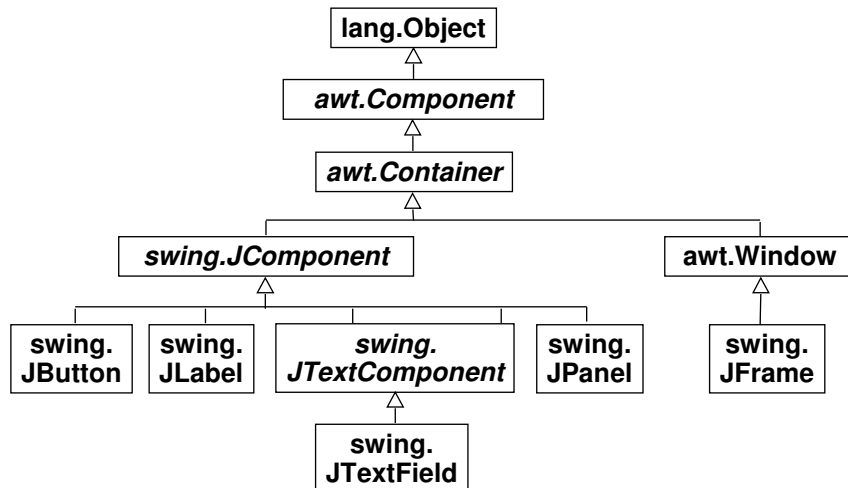 lang.Object
awt.Component
awt.Container
swing.JComponent
awt.Window
swing.
JButton
swing.
JLabel
swing.
JTextComponent
swing.
JPanel
swing.
JFrame
swing.
JTextField